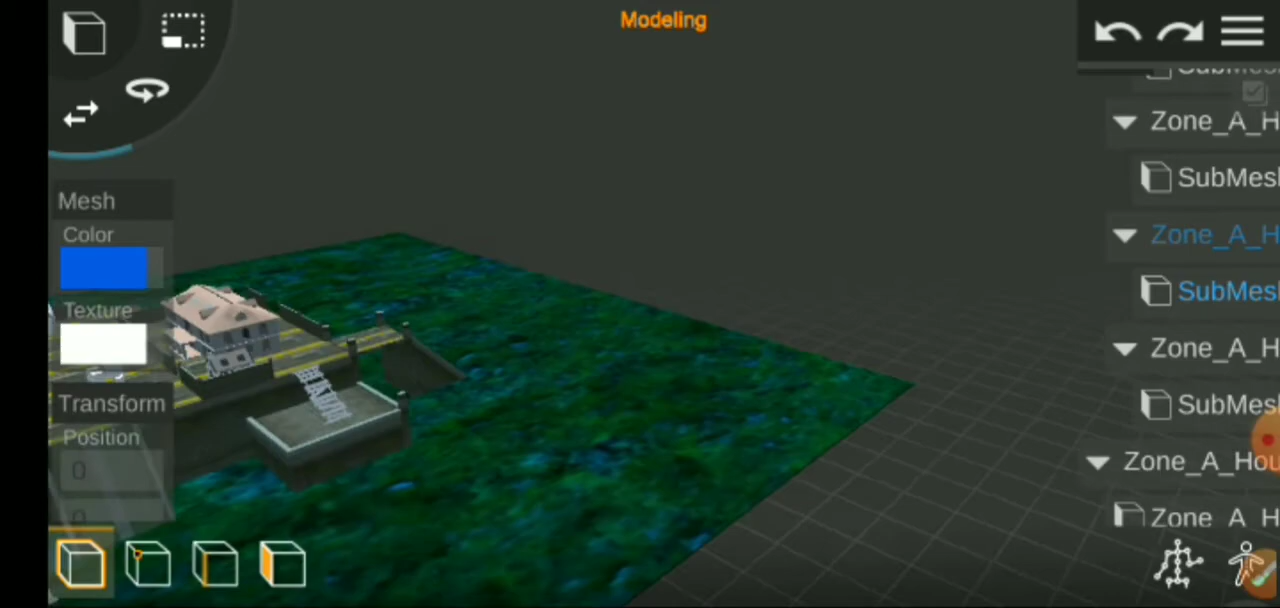 Modeling
Zone_A_H
SubMesl
Mesh
Color
Zone_A_H
SubMesl
Texture
Zone_A_H
Transform
SubMesl
Position
Zone_A_Hou
0
Zone_A_H